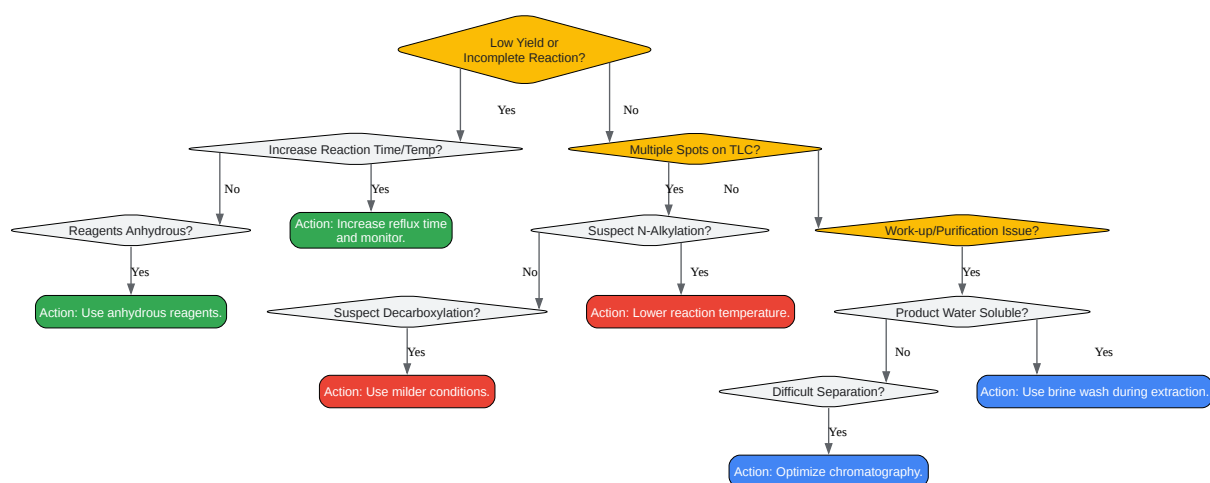 Low Yield or
Incomplete Reaction?
Yes
No
Increase Reaction Time/Temp?
Multiple Spots on TLC?
No
Yes
Yes
No
Reagents Anhydrous?
Action: Increase reflux time
and monitor.
Suspect N-Alkylation?
Work-up/Purification Issue?
Yes
No
Yes
Yes
Action: Use anhydrous reagents.
Suspect Decarboxylation?
Action: Lower reaction temperature.
Product Water Soluble?
Yes
No
Yes
Action: Use milder conditions.
Difficult Separation?
Action: Use brine wash during extraction.
Yes
Action: Optimize chromatography.